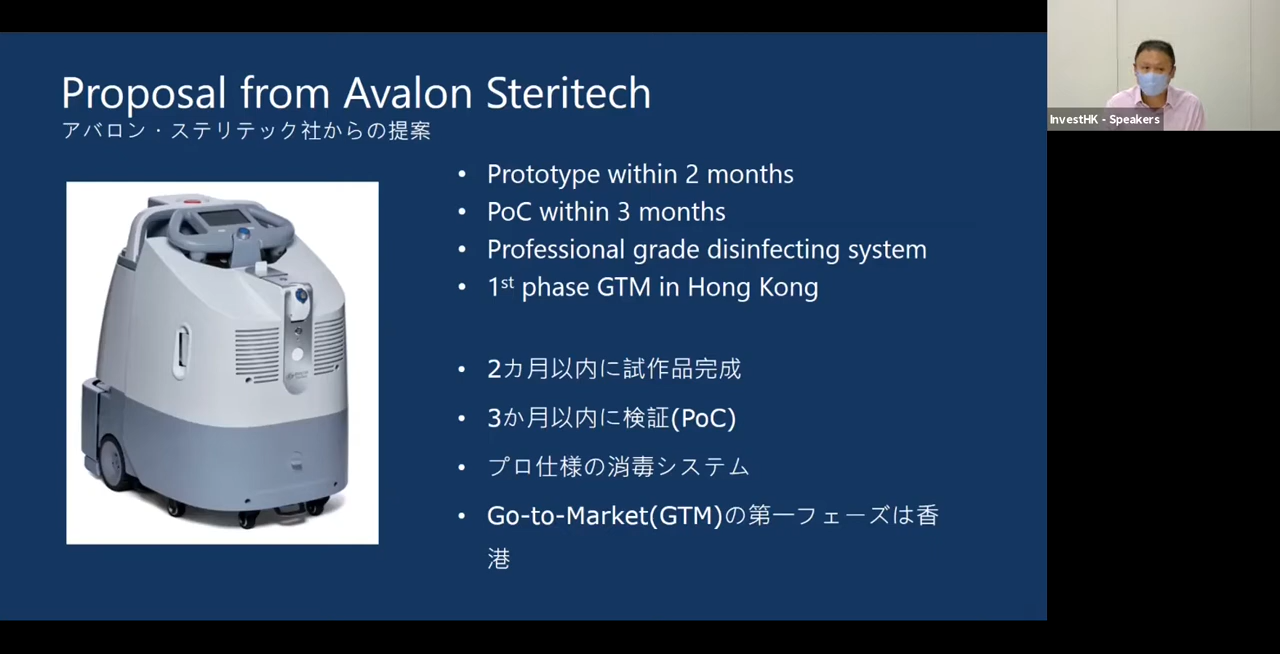 Proposal from Avalon Steritech
アバロン・ステリテック社からの提案
• Prototype within 2 months
• PoC within 3 months
• Professional grade disinfecting system
• 1st phase GTM in Hong Kong
• 2カ月以内に試作品完成
• 3か月以内に検証(PoC)
• プロ仕様の消毒システム
• Go-to-Market(GTM)の第一フェーズは香
港
InvestHK - Speakers